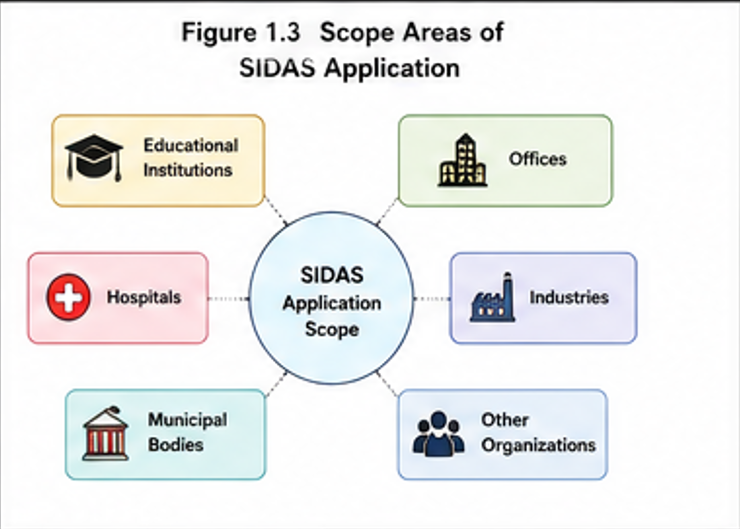 Figure 1.3 Scope Areas of
SIDAS Application
Educational
Institutions
Offices
Hospitals
SIDAS
Application
Scope
Industries
Municipal
Bodies
Other
Organizations